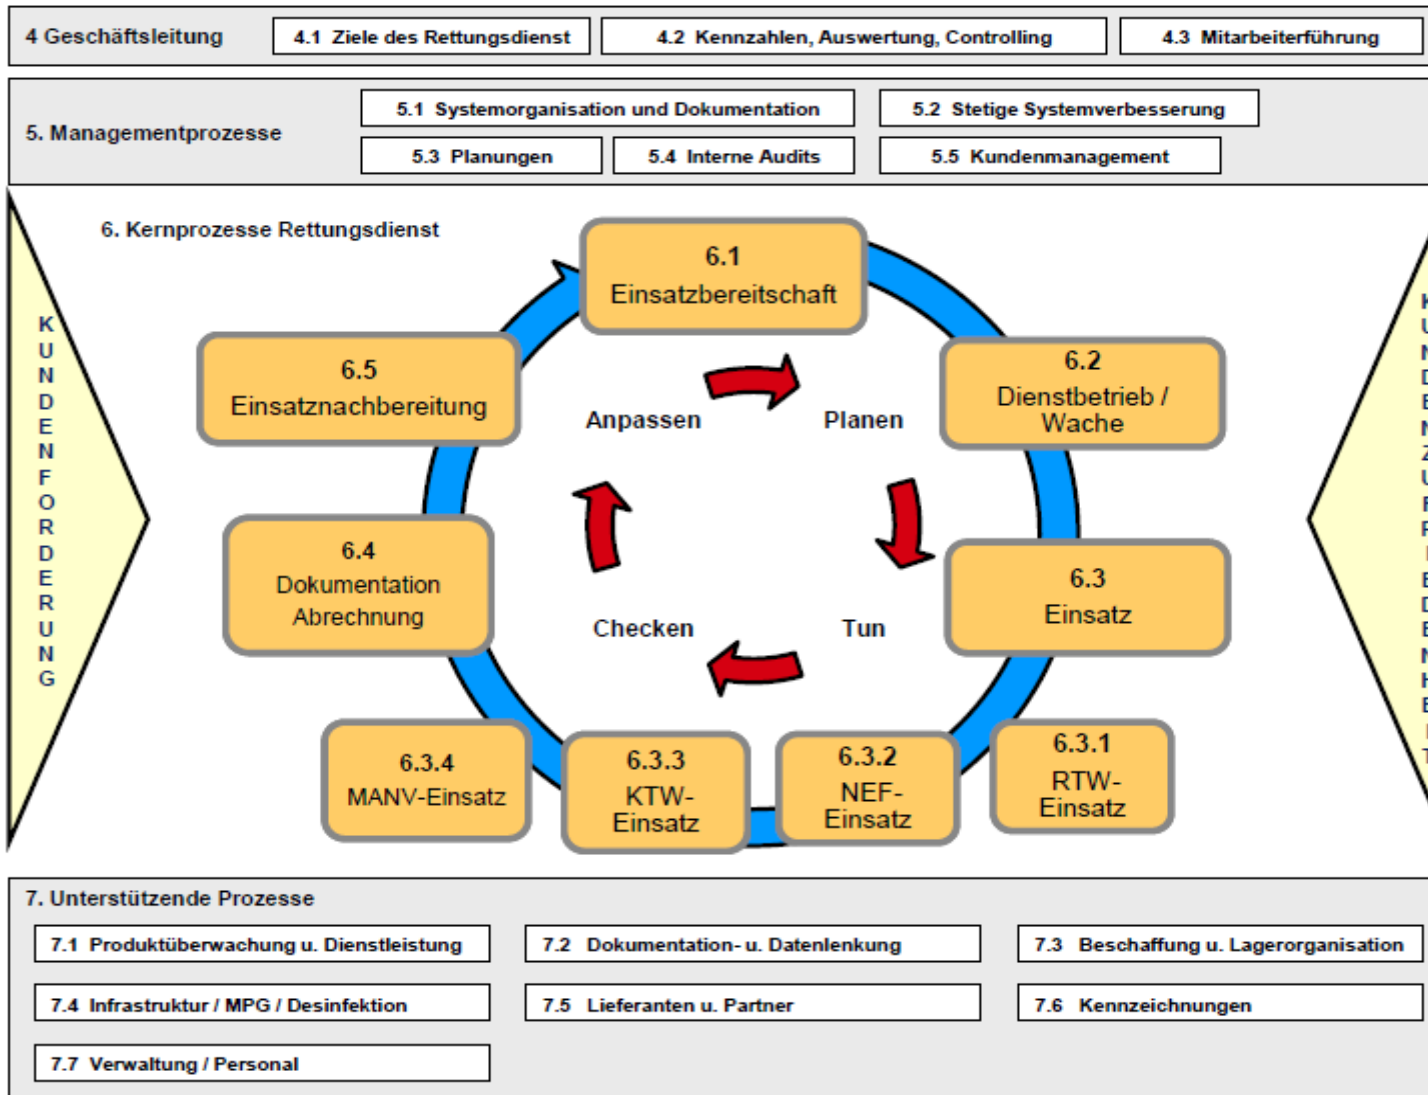 4 Geschäftsleitung
4.1 Ziele des Rettungsdienst
4.2 Kennzahlen, Auswertung, Controlling
4.3 Mitarbeiterführung
5. Managementprozesse
5.1 Systemorganisation und Dokumentation
5.2 Stetige Systemverbesserung
5.3 Planungen
5.4 Interne Audits
5.5 Kundenmanagement
6. Kernprozesse Rettungsdienst
KUNDENFORDERUNG
6.1
Einsatzbereitschaft
6.2
Dienstbetrieb /
Wache
6.3
Einsatz
6.3.1
RTW-
Einsatz
6.3.2
NEF-
Einsatz
6.3.3
KTW-
Einsatz
6.3.4
MANV-Einsatz
6.4
Dokumentation
Abrechnung
6.5
Einsatznachbereitung
Anpassen
Planen
Checken
Tun
KUNDENZUFRIEDENHEIT
7. Unterstützende Prozesse
7.1 Produktüberwachung u. Dienstleistung
7.2 Dokumentation- u. Datenlenkung
7.3 Beschaffung u. Lagerorganisation
7.4 Infrastruktur / MPG / Desinfektion
7.5 Lieferanten u. Partner
7.6 Kennzeichnungen
7.7 Verwaltung / Personal